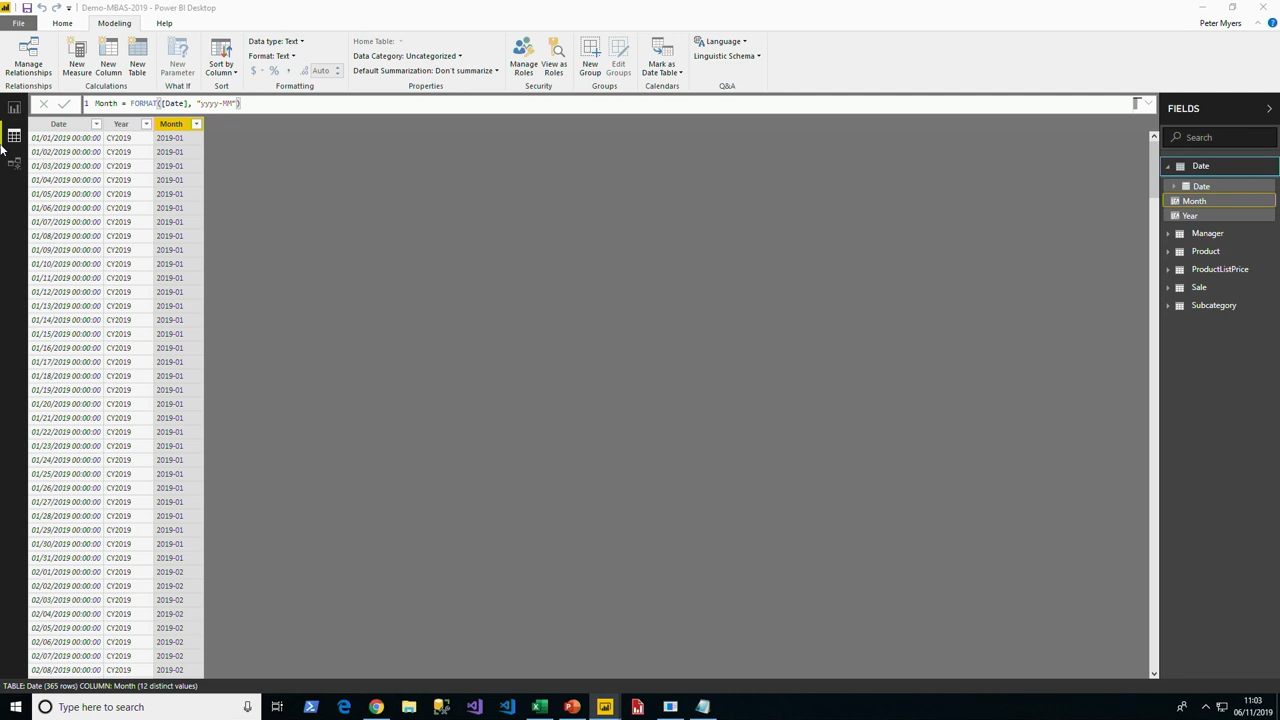 Demo-MBAS-2019 - Power BI Desktop
Peter Myers
File Home Modeling Help
Manage Relationships
New Measure
New Column
New Table
New Parameter
Sort by Column
Data type: Text
Format: Text
$ % , .00 Auto
Home Table:
Data Category: Uncategorized
Default Summarization: Don't summarize
Manage Roles
View as Roles
New Group
Edit Groups
Mark as Date Table
Language
Linguistic Schema
Relationships Calculations What If Sort Formatting Properties Security Groups Calendars Q&A
1 Month = FORMAT([Date], "yyyy-MM")
Date Year Month
01/01/2019 00:00:00 CY2019 2019-01
01/02/2019 00:00:00 CY2019 2019-01
01/03/2019 00:00:00 CY2019 2019-01
01/04/2019 00:00:00 CY2019 2019-01
01/05/2019 00:00:00 CY2019 2019-01
01/06/2019 00:00:00 CY2019 2019-01
01/07/2019 00:00:00 CY2019 2019-01
01/08/2019 00:00:00 CY2019 2019-01
01/09/2019 00:00:00 CY2019 2019-01
01/10/2019 00:00:00 CY2019 2019-01
01/11/2019 00:00:00 CY2019 2019-01
01/12/2019 00:00:00 CY2019 2019-01
01/13/2019 00:00:00 CY2019 2019-01
01/14/2019 00:00:00 CY2019 2019-01
01/15/2019 00:00:00 CY2019 2019-01
01/16/2019 00:00:00 CY2019 2019-01
01/17/2019 00:00:00 CY2019 2019-01
01/18/2019 00:00:00 CY2019 2019-01
01/19/2019 00:00:00 CY2019 2019-01
01/20/2019 00:00:00 CY2019 2019-01
01/21/2019 00:00:00 CY2019 2019-01
01/22/2019 00:00:00 CY2019 2019-01
01/23/2019 00:00:00 CY2019 2019-01
01/24/2019 00:00:00 CY2019 2019-01
01/25/2019 00:00:00 CY2019 2019-01
01/26/2019 00:00:00 CY2019 2019-01
01/27/2019 00:00:00 CY2019 2019-01
01/28/2019 00:00:00 CY2019 2019-01
01/29/2019 00:00:00 CY2019 2019-01
01/30/2019 00:00:00 CY2019 2019-01
01/31/2019 00:00:00 CY2019 2019-01
02/01/2019 00:00:00 CY2019 2019-02
02/02/2019 00:00:00 CY2019 2019-02
02/03/2019 00:00:00 CY2019 2019-02
02/04/2019 00:00:00 CY2019 2019-02
02/05/2019 00:00:00 CY2019 2019-02
02/06/2019 00:00:00 CY2019 2019-02
02/07/2019 00:00:00 CY2019 2019-02
02/08/2019 00:00:00 CY2019 2019-02
FIELDS
Search
Date
Date
Month
Year
Manager
Product
ProductListPrice
Sale
Subcategory
TABLE: Date (365 rows) COLUMN: Month (12 distinct values)
Type here to search
11:03
06/11/2019